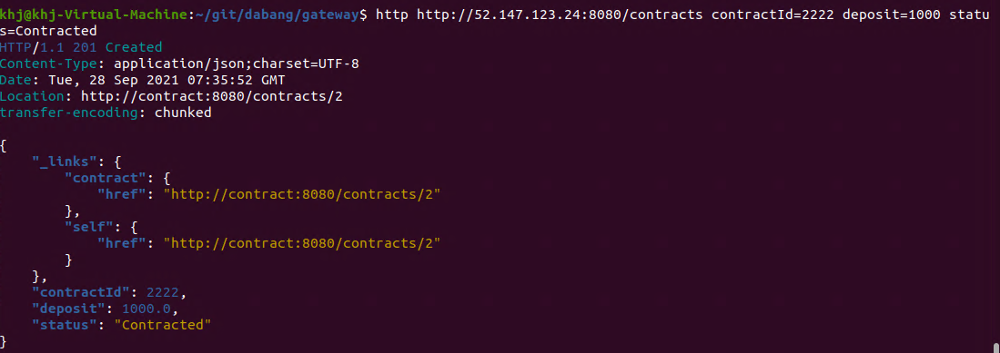 khj@khj-Virtual-Machine:~/git/dabang/gateway$ http http://52.147.123.24:8080/contracts contractId=2222 deposit=1000 statu
s=Contracted
HTTP/1.1 201 Created
Content-Type: application/json;charset=UTF-8
Date: Tue, 28 Sep 2021 07:35:52 GMT
Location: http://contract:8080/contracts/2
transfer-encoding: chunked

{
    "_links": {
        "contract": {
            "href": "http://contract:8080/contracts/2"
        },
        "self": {
            "href": "http://contract:8080/contracts/2"
        }
    },
    "contractId": 2222,
    "deposit": 1000.0,
    "status": "Contracted"
}